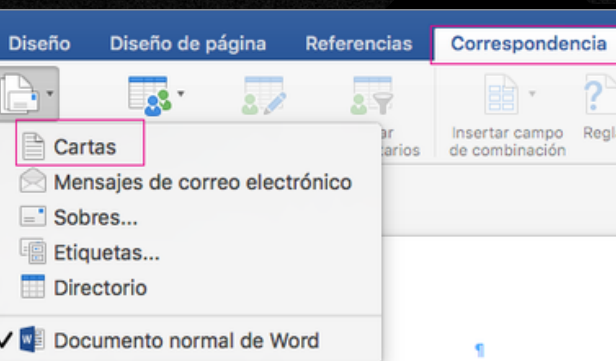 Diseño Diseño de página Referencias Correspondencia
Insertar campo
de combinación
Cartas
Mensajes de correo electrónico
Sobres...
Etiquetas...
Directorio
✓ Documento normal de Word
¶